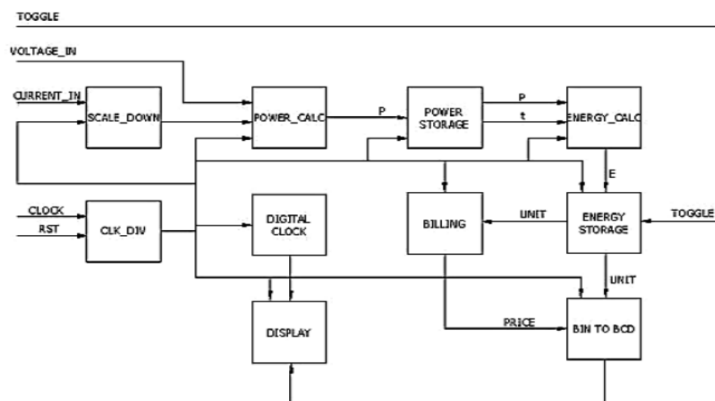 TOGGLE
VOLTAGE_IN
CURRENT_IN
SCALE_DOWN
POWER_CALC
P
POWER
STORAGE
P
t
ENERGY_CALC
E
CLOCK
RST
CLK_DIV
DIGITAL
CLOCK
BILLING
UNIT
ENERGY
STORAGE
TOGGLE
UNIT
DISPLAY
PRICE
BIN TO BCD